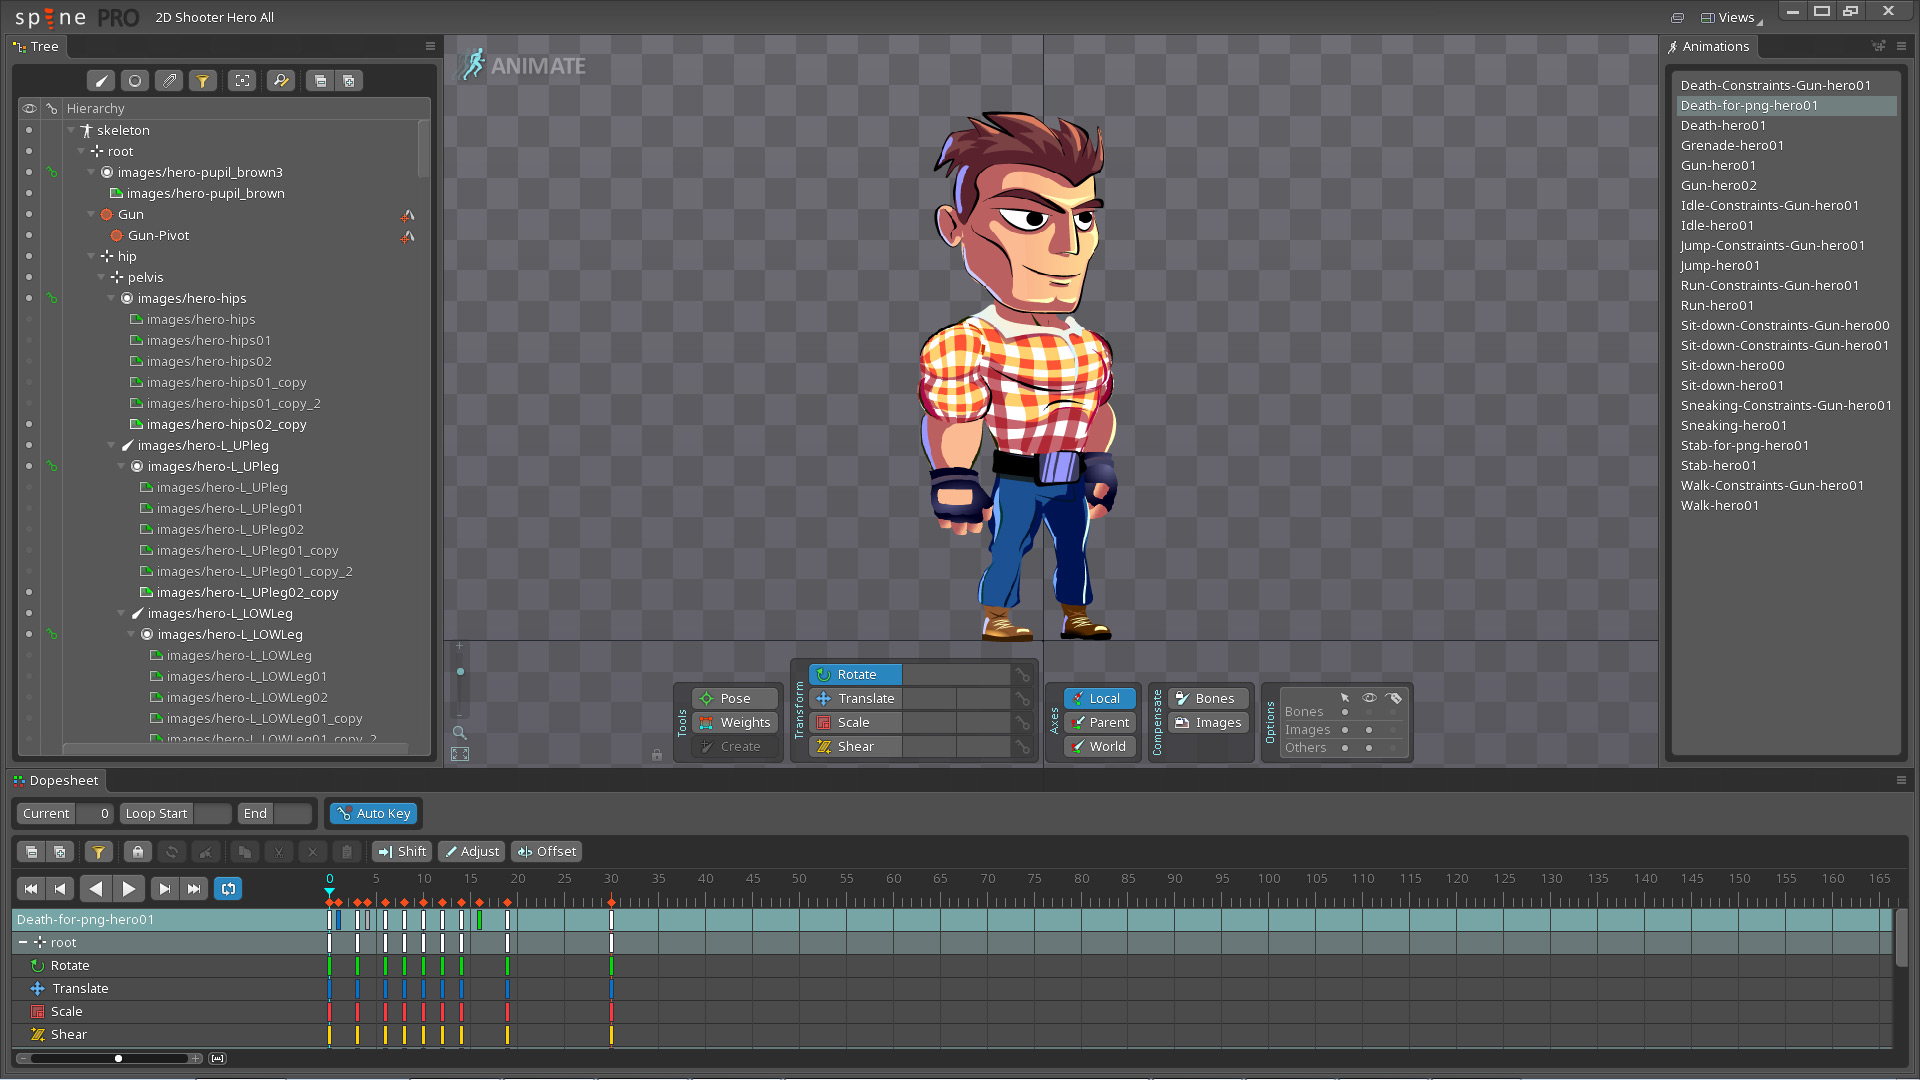 spine PRO 2D Shooter Hero All
Views
Tree
Hierarchy
skeleton
root
images/hero-pupil_brown3
images/hero-pupil_brown
Gun
Gun-Pivot
hip
pelvis
images/hero-hips
images/hero-hips
images/hero-hips01
images/hero-hips02
images/hero-hips01_copy
images/hero-hips01_copy_2
images/hero-hips02_copy
images/hero-L_UPleg
images/hero-L_UPleg
images/hero-L_UPleg
images/hero-L_UPleg01
images/hero-L_UPleg02
images/hero-L_UPleg01_copy
images/hero-L_UPleg01_copy_2
images/hero-L_UPleg02_copy
images/hero-L_LOWLeg
images/hero-L_LOWLeg
images/hero-L_LOWLeg
images/hero-L_LOWLeg01
images/hero-L_LOWLeg02
images/hero-L_LOWLeg01_copy
images/hero-L_LOWLeg01_copy_2
ANIMATE
Tools
Pose
Weights
Create
Transform
Rotate
Translate
Scale
Shear
Axes
Local
Parent
World
Compensate
Bones
Images
Options
Bones
Images
Others
Animations
Death-Constraints-Gun-hero01
Death-for-png-hero01
Death-hero01
Grenade-hero01
Gun-hero01
Gun-hero02
Idle-Constraints-Gun-hero01
Idle-hero01
Jump-Constraints-Gun-hero01
Jump-hero01
Run-Constraints-Gun-hero01
Run-hero01
Sit-down-Constraints-Gun-hero00
Sit-down-Constraints-Gun-hero01
Sit-down-hero00
Sit-down-hero01
Sneaking-Constraints-Gun-hero01
Sneaking-hero01
Stab-for-png-hero01
Stab-hero01
Walk-Constraints-Gun-hero01
Walk-hero01
Dopesheet
Current 0 Loop Start End Auto Key
Shift Adjust Offset
0 5 10 15 20 25 30 35 40 45 50 55 60 65 70 75 80 85 90 95 100 105 110 115 120 125 130 135 140 145 150 155 160 165
Death-for-png-hero01
root
Rotate
Translate
Scale
Shear